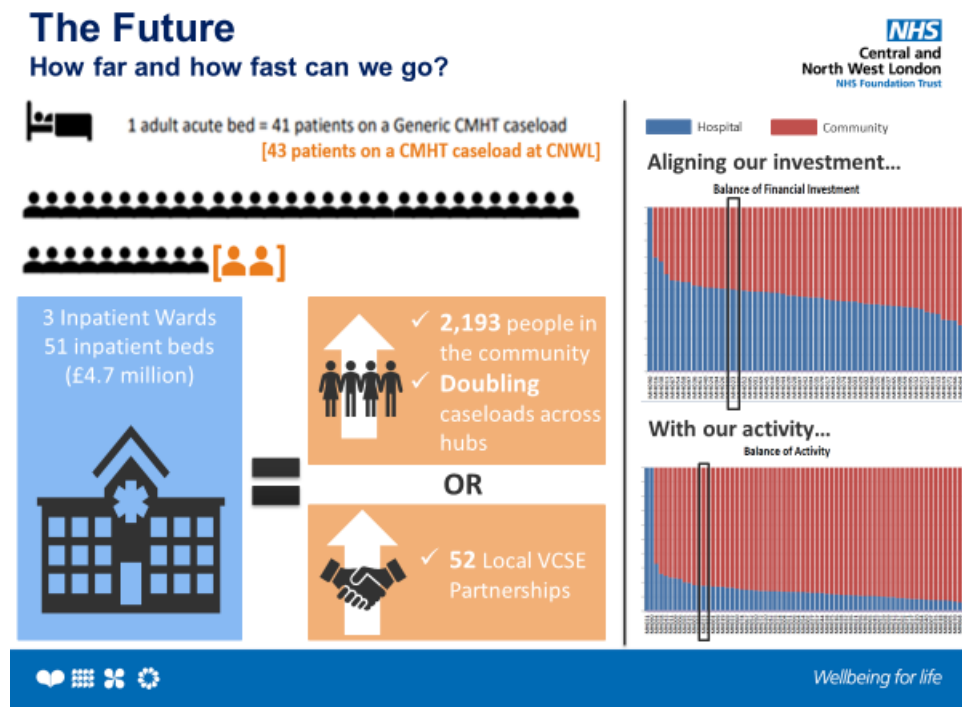 The Future
How far and how fast can we go?
NHS
Central and
North West London
NHS Foundation Trust
1 adult acute bed = 41 patients on a Generic CMHT caseload
[43 patients on a CMHT caseload at CNWL]
[ ]
3 Inpatient Wards
51 inpatient beds
(£4.7 million)
=
✓ 2,193 people in
the community
✓ Doubling
caseloads across
hubs
OR
✓ 52 Local VCSE
Partnerships
Hospital
Community
Aligning our investment...
Balance of Financial Investment
With our activity...
Balance of Activity
Wellbeing for life